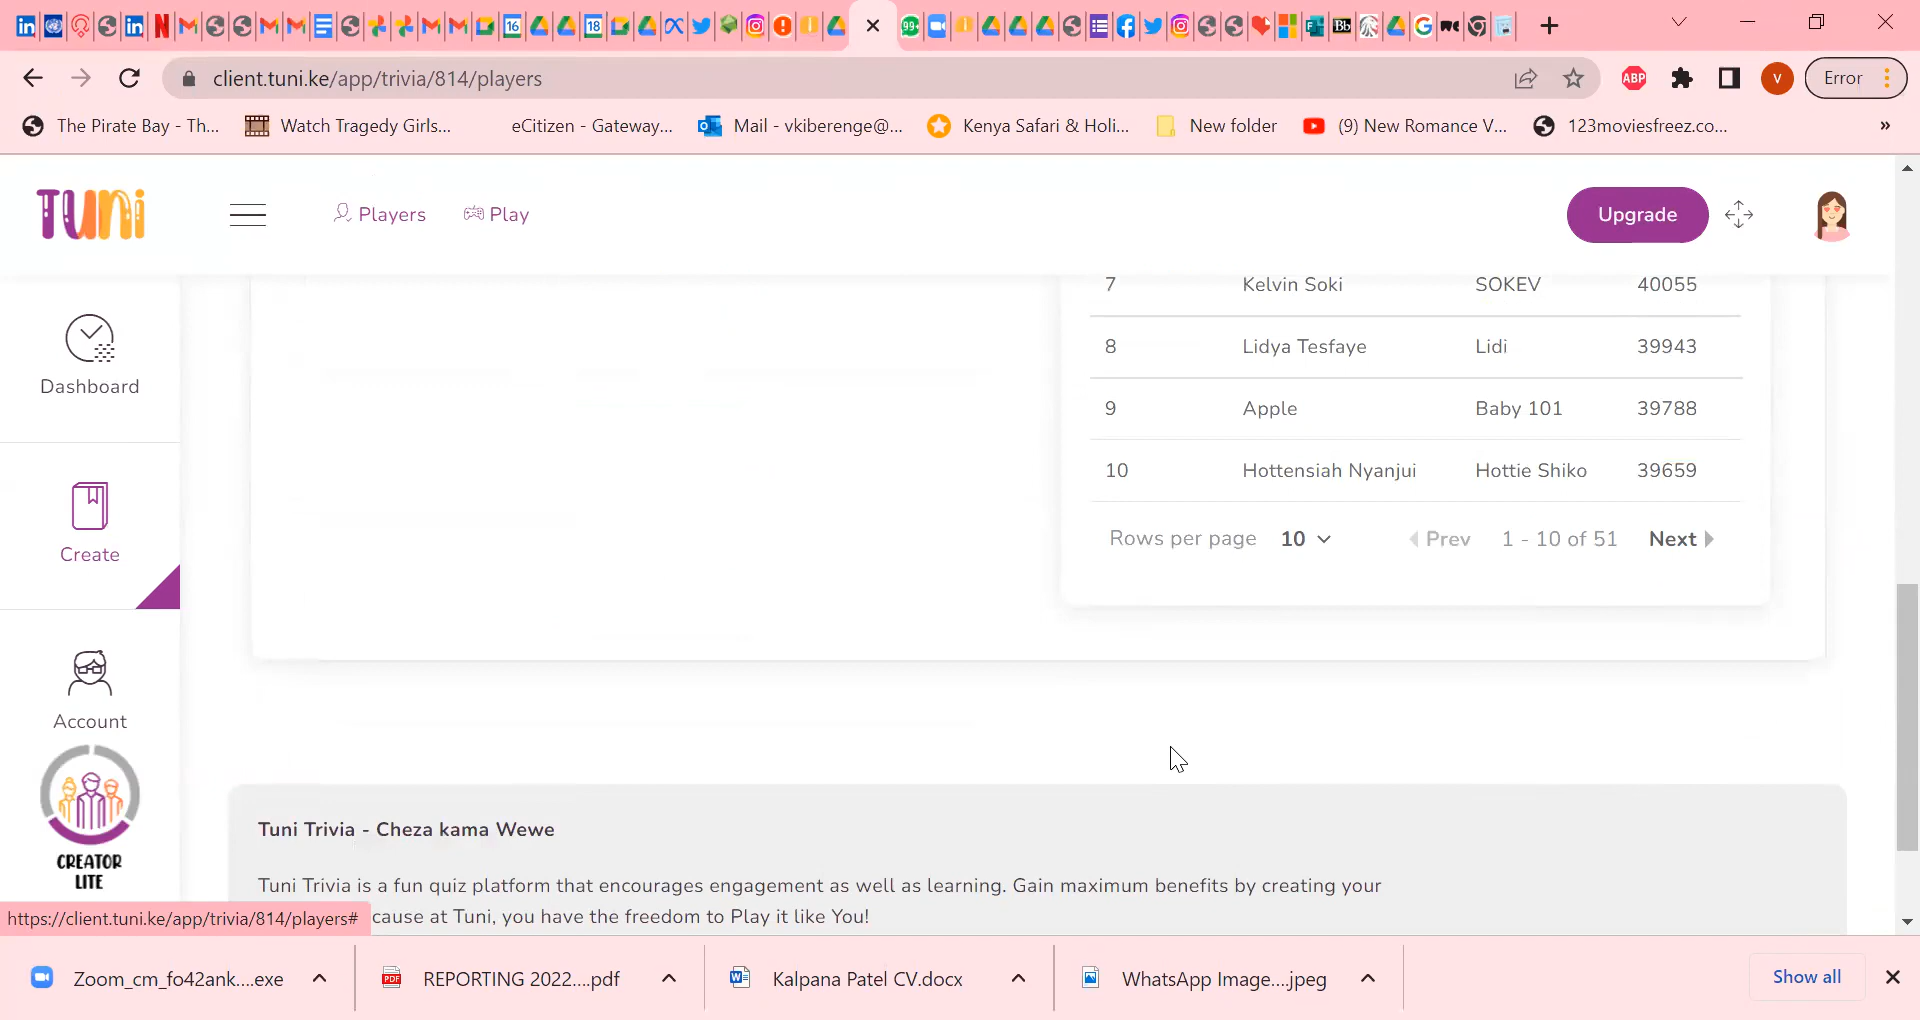 client.tuni.ke/app/trivia/814/players
Error
The Pirate Bay - Th...
Watch Tragedy Girls...
eCitizen - Gateway...
Mail - vkiberenge@...
Kenya Safari & Holi...
New folder
(9) New Romance V...
123moviesfreez.co...
»
TUNI
Players
Play
Upgrade
Dashboard
Create
Account
CREATOR
LITE
7 Kelvin Soki SOKEV 40055
8 Lidya Tesfaye Lidi 39943
9 Apple Baby 101 39788
10 Hottensiah Nyanjui Hottie Shiko 39659
Rows per page 10 Prev 1 - 10 of 51 Next
Tuni Trivia - Cheza kama Wewe
Tuni Trivia is a fun quiz platform that encourages engagement as well as learning. Gain maximum benefits by creating your
cause at Tuni, you have the freedom to Play it like You!
https://client.tuni.ke/app/trivia/814/players#
Zoom_cm_fo42ank....exe
REPORTING 2022....pdf
Kalpana Patel CV.docx
WhatsApp Image....jpeg
Show all